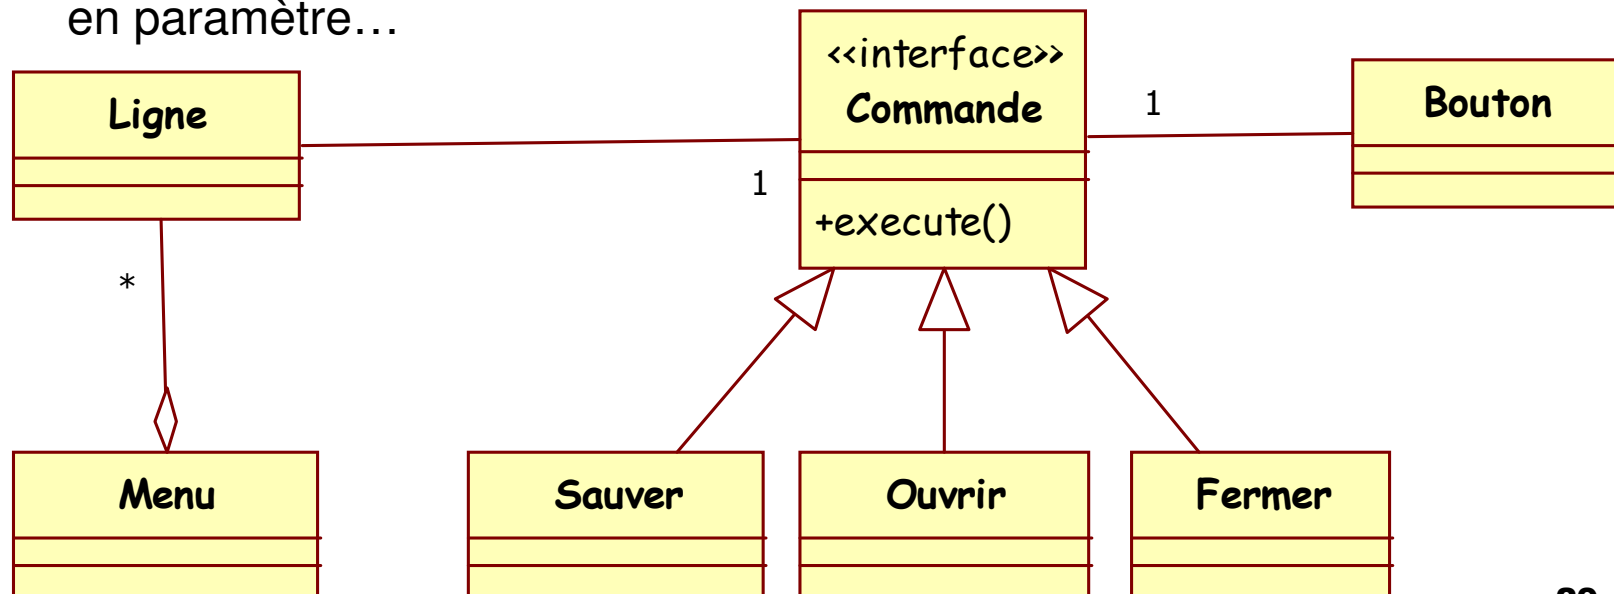 en paramètre…
<<interface>>
Commande
1
Bouton
Ligne
1
+execute()
*
Menu
Sauver
Ouvrir
Fermer